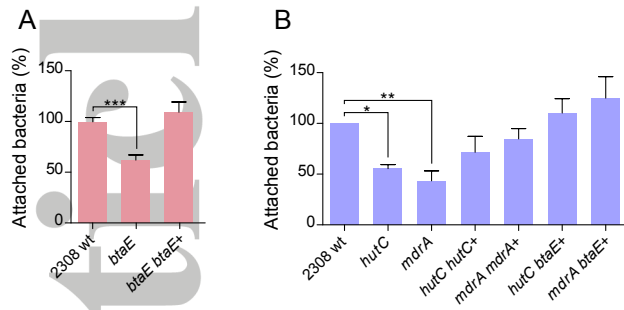 A
Attached bacteria (%)
150
100
50
0
***
2308 wt
btaE
btaE btaE+
B
Attached bacteria (%)
150
100
50
0
**
*
2308 wt
hutC
mdrA
hutC hutC+
mdrA mdrA+
hutC btaE+
mdrA btaE+